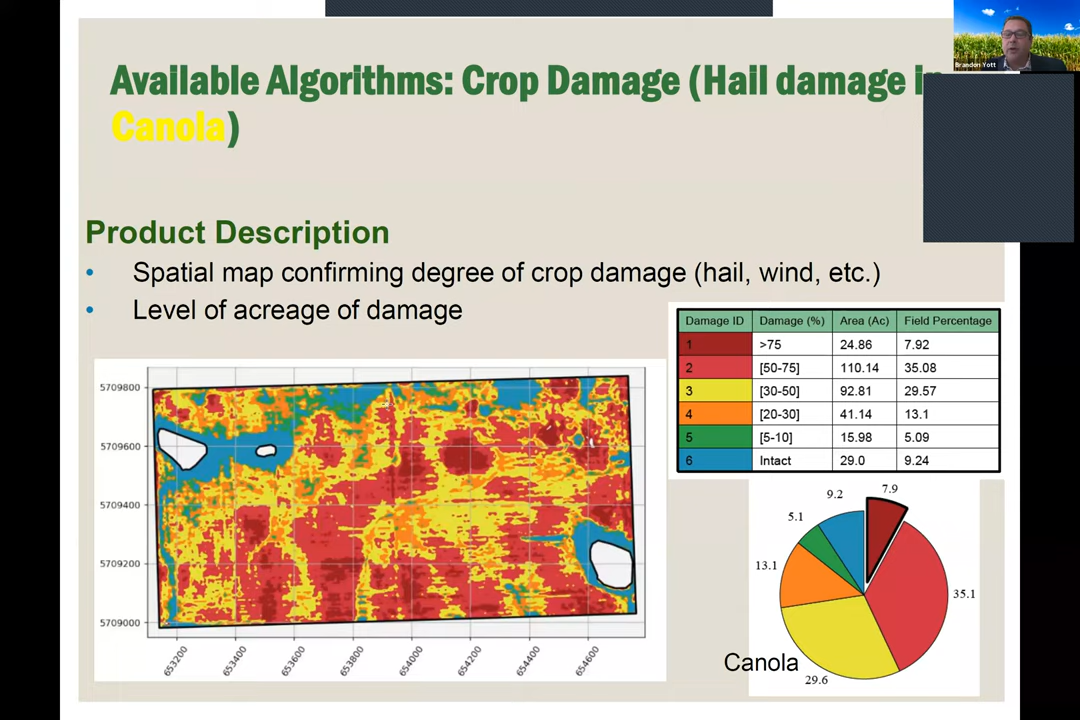 Available Algorithms: Crop Damage (Hail damage in
Canola)
Brandon Yott
Product Description
• Spatial map confirming degree of crop damage (hail, wind, etc.)
• Level of acreage of damage
Damage ID Damage (%) Area (Ac) Field Percentage
1 >75 24.86 7.92
2 [50-75] 110.14 35.08
3 [30-50] 92.81 29.57
4 [20-30] 41.14 13.1
5 [5-10] 15.98 5.09
6 Intact 29.0 9.24
5709800
5709600
5709400
5709200
5709000
653200 653400 653600 653800 654000 654200 654400 654600
7.9
9.2
5.1
13.1
35.1
29.6
Canola